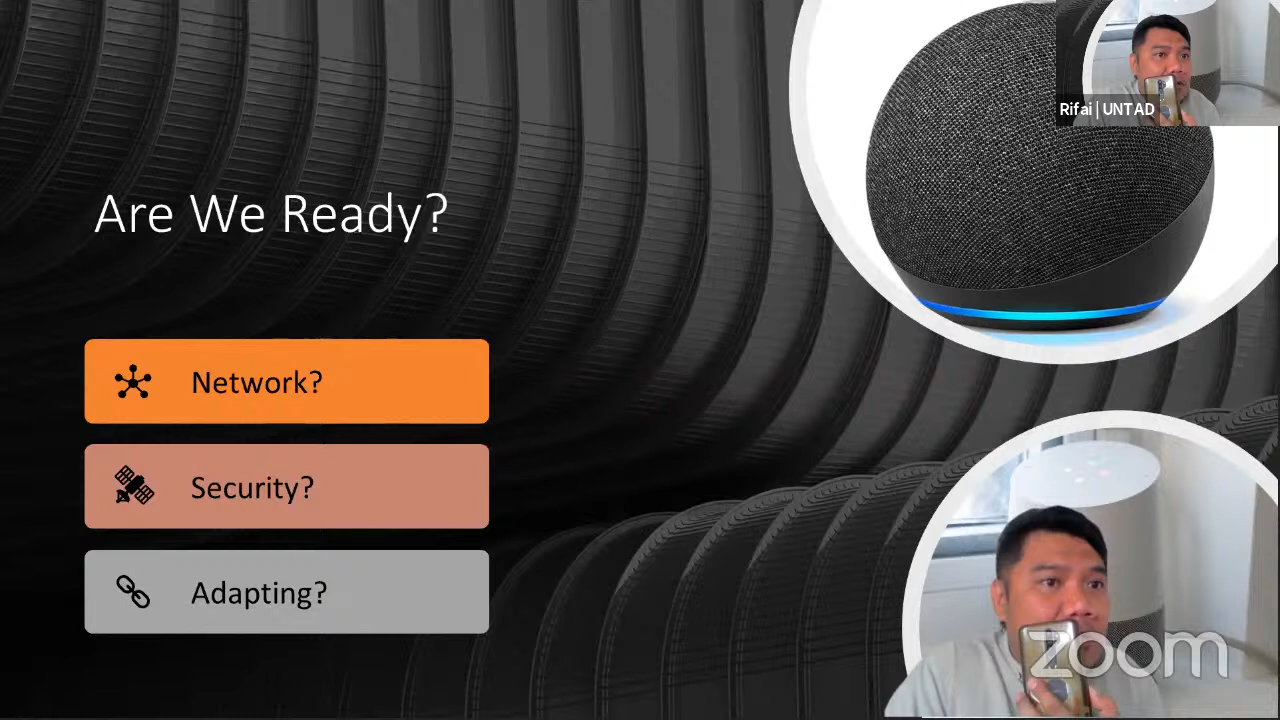 Rifai | UNTAD
Are We Ready?
Network?
Security?
Adapting?
zoom